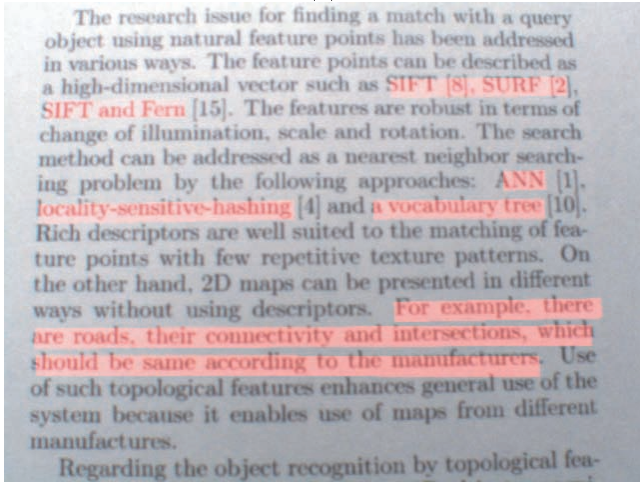 The research issue for finding a match with a query
object using natural feature points has been addressed
in various ways. The feature points can be described as
a high-dimensional vector such as SIFT [8], SURF [2],
SIFT and Fern [15]. The features are robust in terms of
change of illumination, scale and rotation. The search
method can be addressed as a nearest neighbor search-
ing problem by the following approaches: ANN [1],
locality-sensitive-hashing [4] and a vocabulary tree [10].
Rich descriptors are well suited to the matching of fea-
ture points with few repetitive texture patterns. On
the other hand, 2D maps can be presented in different
ways without using descriptors. For example, there
are roads, their connectivity and intersections, which
should be same according to the manufacturers. Use
of such topological features enhances general use of the
system because it enables use of maps from different
manufactures.
Regarding the object recognition by topological fea-